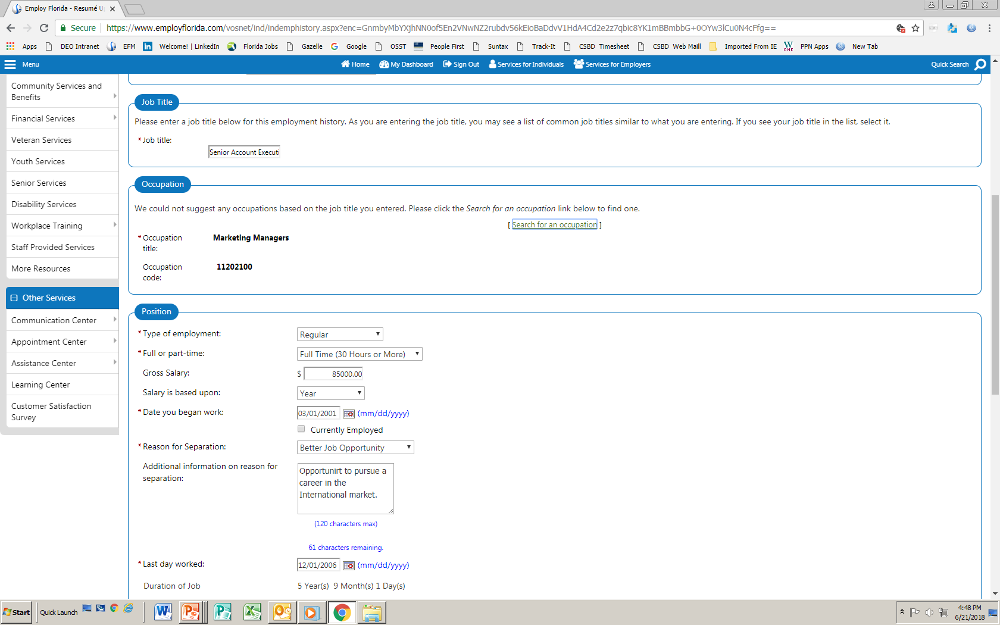 Employ Florida - Resumé U
Secure https://www.employflorida.com/vosnet/ind/indemphistory.aspx?enc=GnmbyMbYXjhNN0of5En2VNwNZ2rubdv56kEioBaDdvV1HdA4Cd2e2z7qbic8YK1mBBmbbG+0OYw3lCu0N4cFfg==
Apps DEO Intranet EFM Welcome! | LinkedIn Florida Jobs Gazelle Google OSST People First Suntax Track-It CSBD Timesheet CSBD Web Maill Imported From IE PPN Apps New Tab
Menu Home My Dashboard Sign Out Services for Individuals Services for Employers Quick Search
Community Services and
Benefits
Financial Services
Veteran Services
Youth Services
Senior Services
Disability Services
Workplace Training
Staff Provided Services
More Resources
Other Services
Communication Center
Appointment Center
Assistance Center
Learning Center
Customer Satisfaction
Survey
Job Title
Please enter a job title below for this employment history. As you are entering the job title, you may see a list of common job titles similar to what you are entering. If you see your job title in the list, select it.
* Job title:
Senior Account Executi
Occupation
We could not suggest any occupations based on the job title you entered. Please click the Search for an occupation link below to find one.
[ Search for an occupation ]
* Occupation title: Marketing Managers
Occupation code: 11202100
Position
* Type of employment: Regular
* Full or part-time: Full Time (30 Hours or More)
Gross Salary: $ 85000.00
Salary is based upon: Year
* Date you began work: 03/01/2001 (mm/dd/yyyy)
Currently Employed
* Reason for Separation: Better Job Opportunity
Additional information on reason for
separation:
Opportunirt to pursue a
career in the
International market.
(120 characters max)
61 characters remaining.
* Last day worked: 12/01/2006 (mm/dd/yyyy)
Duration of Job 5 Year(s) 9 Month(s) 1 Day(s)
Start Quick Launch
4:48 PM
6/21/2018